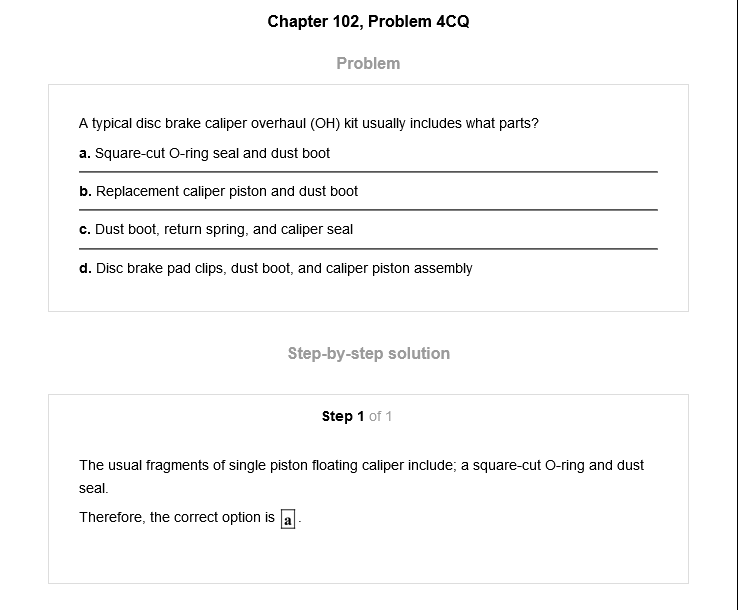 Chapter 102, Problem 4CQ
Problem
A typical disc brake caliper overhaul (OH) kit usually includes what parts?
a. Square-cut O-ring seal and dust boot
b. Replacement caliper piston and dust boot
c. Dust boot, return spring, and caliper seal
d. Disc brake pad clips, dust boot, and caliper piston assembly
Step-by-step solution
Step 1 of 1
The usual fragments of single piston floating caliper include; a square-cut O-ring and dust
seal.
Therefore, the correct option is a.